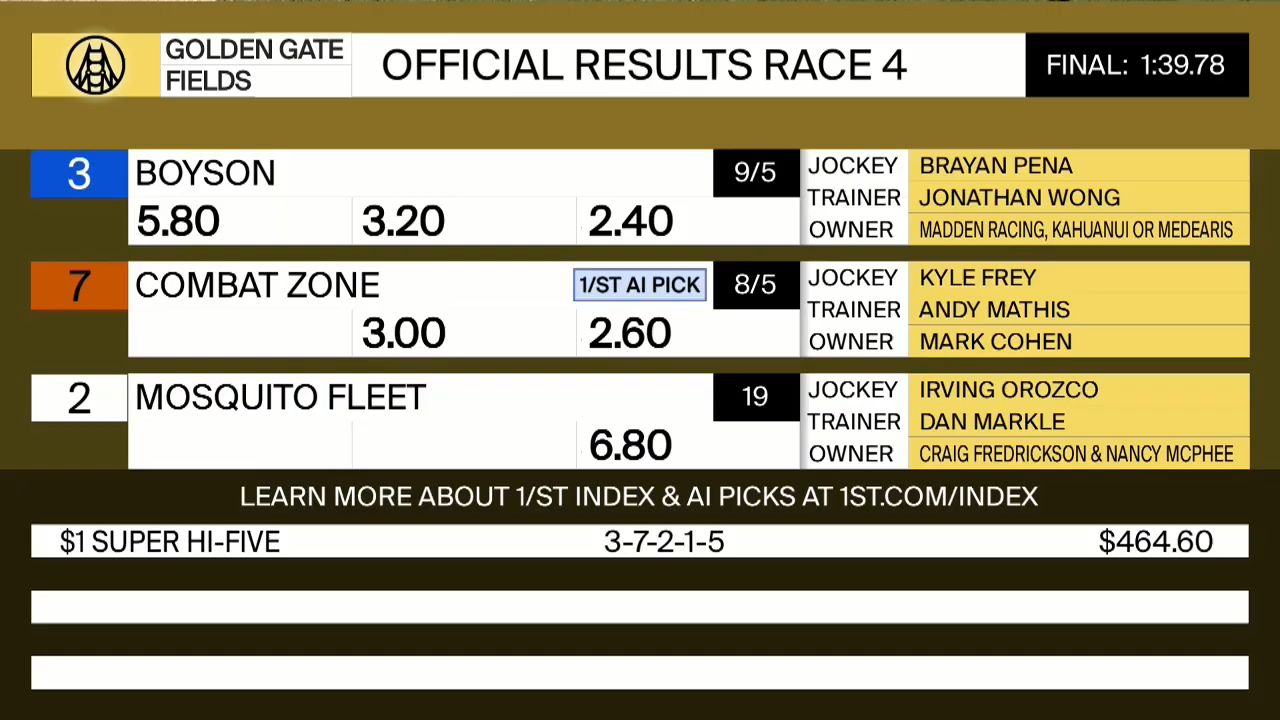 GOLDEN GATE
FIELDS
OFFICIAL RESULTS RACE 4
FINAL: 1:39.78
3
BOYSON
9/5
5.80
3.20
2.40
JOCKEY
BRAYAN PENA
TRAINER
JONATHAN WONG
OWNER
MADDEN RACING, KAHUANUI OR MEDEARIS
7
COMBAT ZONE
1/ST AI PICK
8/5
3.00
2.60
JOCKEY
KYLE FREY
TRAINER
ANDY MATHIS
OWNER
MARK COHEN
2
MOSQUITO FLEET
19
6.80
JOCKEY
IRVING OROZCO
TRAINER
DAN MARKLE
OWNER
CRAIG FREDRICKSON & NANCY MCPHEE
LEARN MORE ABOUT 1/ST INDEX & AI PICKS AT 1ST.COM/INDEX
$1 SUPER HI-FIVE
3-7-2-1-5
$464.60